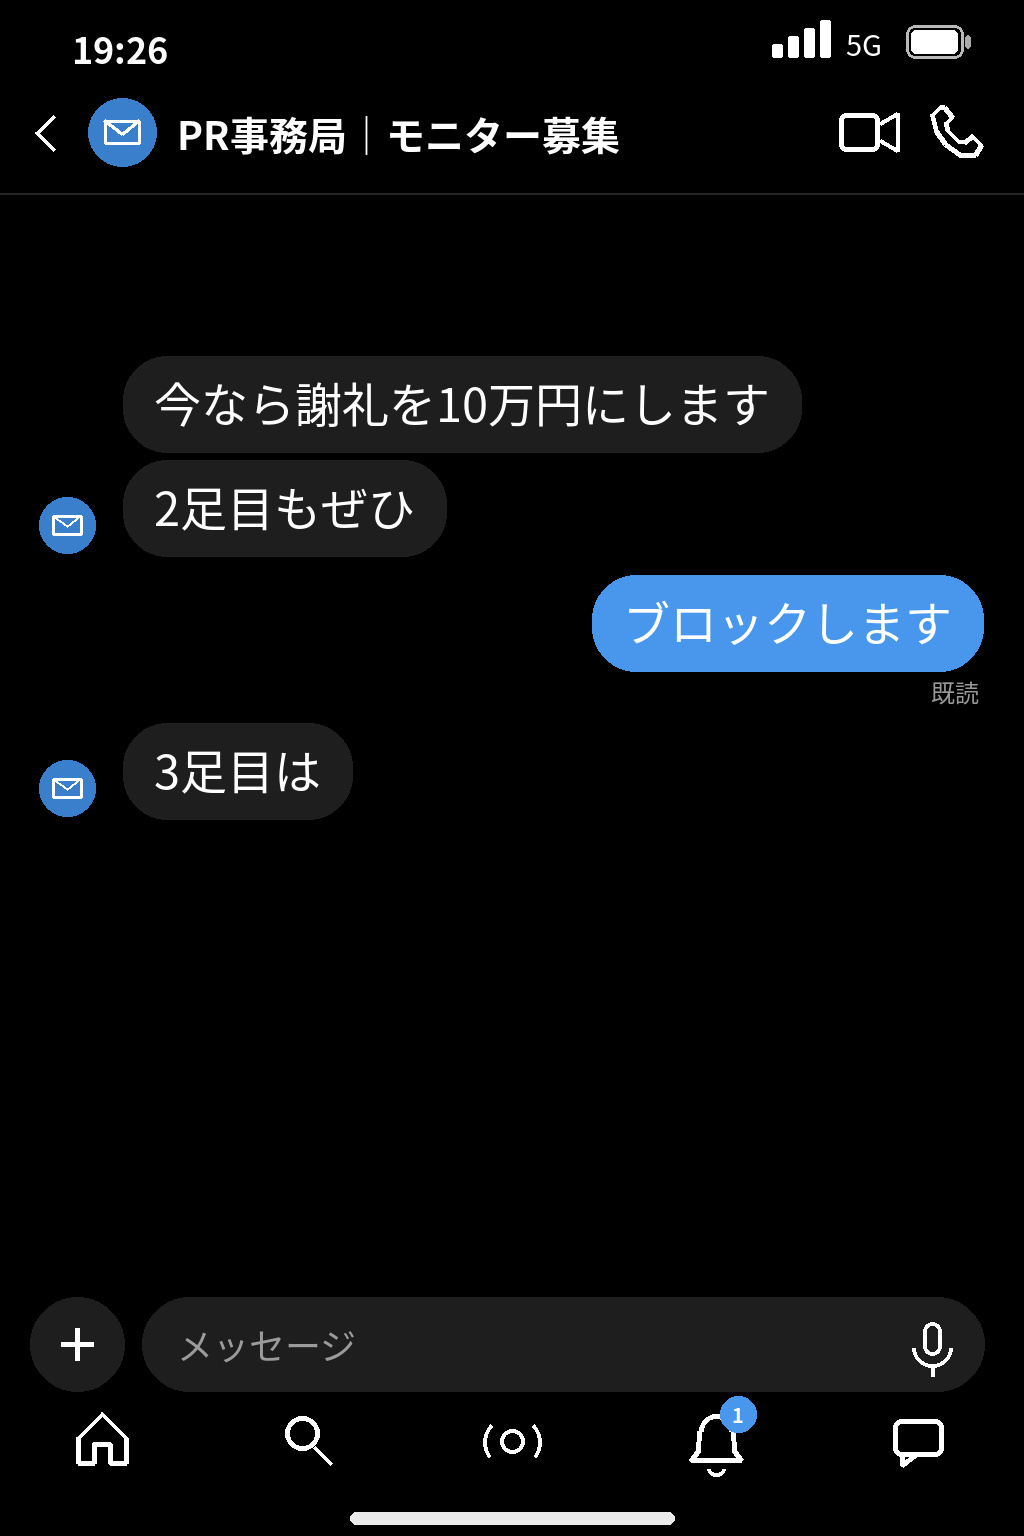 19:26
5G
PR事務局｜モニター募集
今なら謝礼を10万円にします
2足目もぜひ
ブロックします
既読
3足目は
メッセージ
1